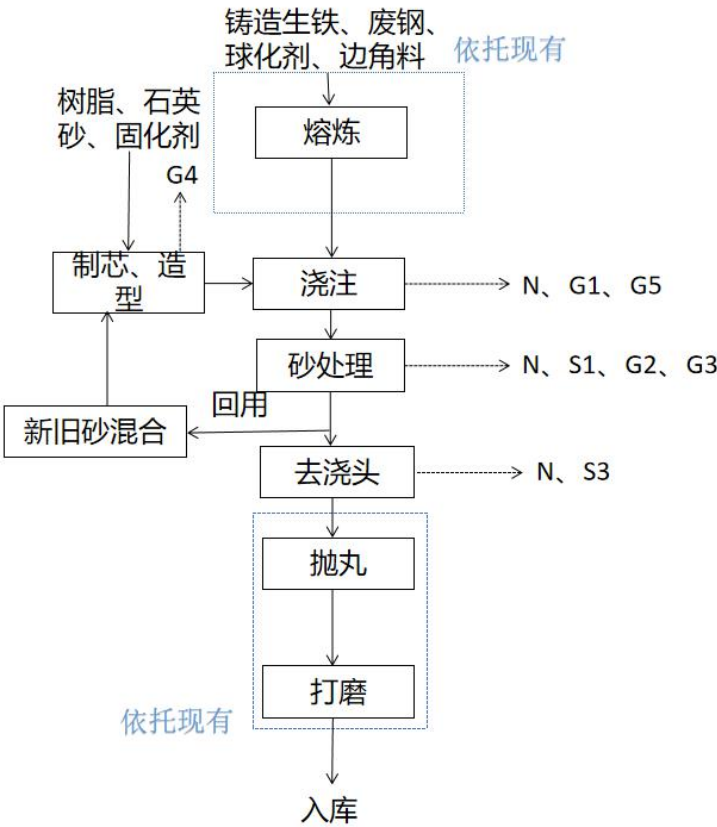 铸造生铁、废钢、
球化剂、边角料
依托现有
树脂、石英
砂、固化剂
熔炼
G4
制芯、造
型
浇注
N、G1、G5
砂处理
N、S1、G2、G3
回用
新旧砂混合
去浇头
N、S3
抛丸
打磨
依托现有
入库